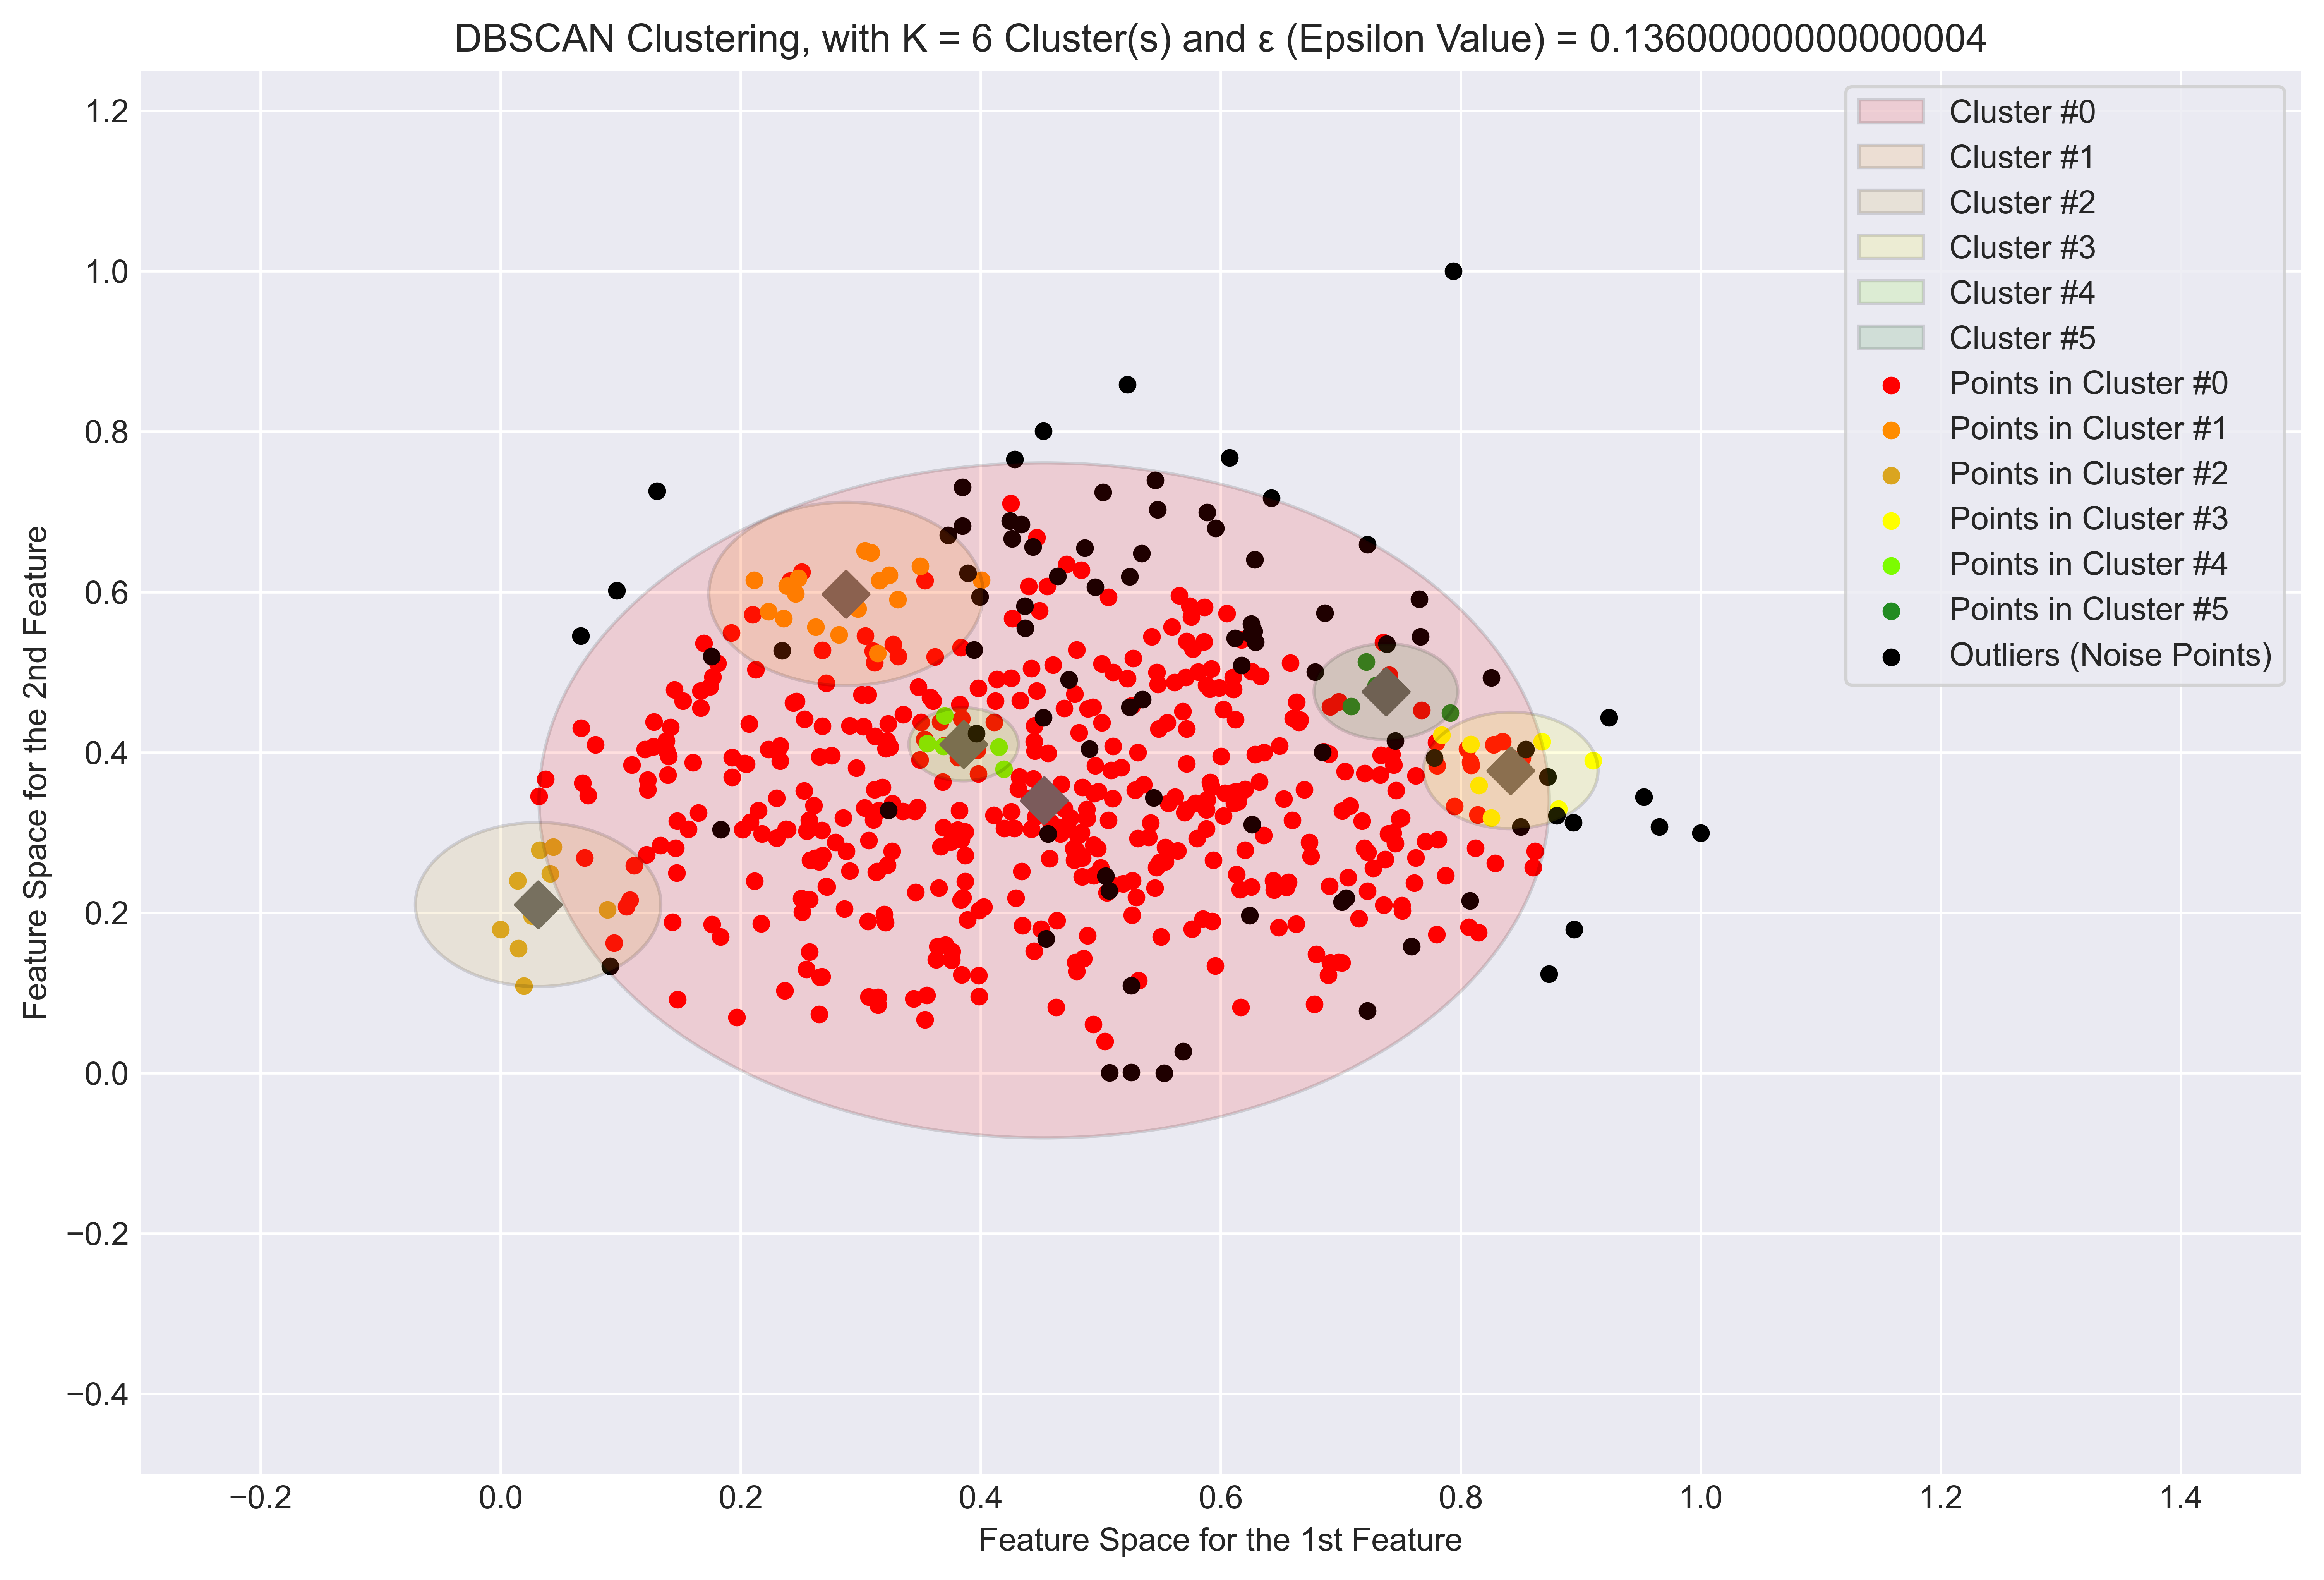 DBSCAN Clustering, with K = 6 Cluster(s) and ε (Epsilon Value) = 0.13600000000000004
Cluster #0
Cluster #1
Cluster #2
Cluster #3
Cluster #4
Cluster #5
Points in Cluster #0
Points in Cluster #1
Points in Cluster #2
Points in Cluster #3
Points in Cluster #4
Points in Cluster #5
Outliers (Noise Points)
Feature Space for the 2nd Feature
1.2
1.0
0.8
0.6
0.4
0.2
0.0
−0.2
−0.4
−0.2 0.0 0.2 0.4 0.6 0.8 1.0 1.2 1.4
Feature Space for the 1st Feature